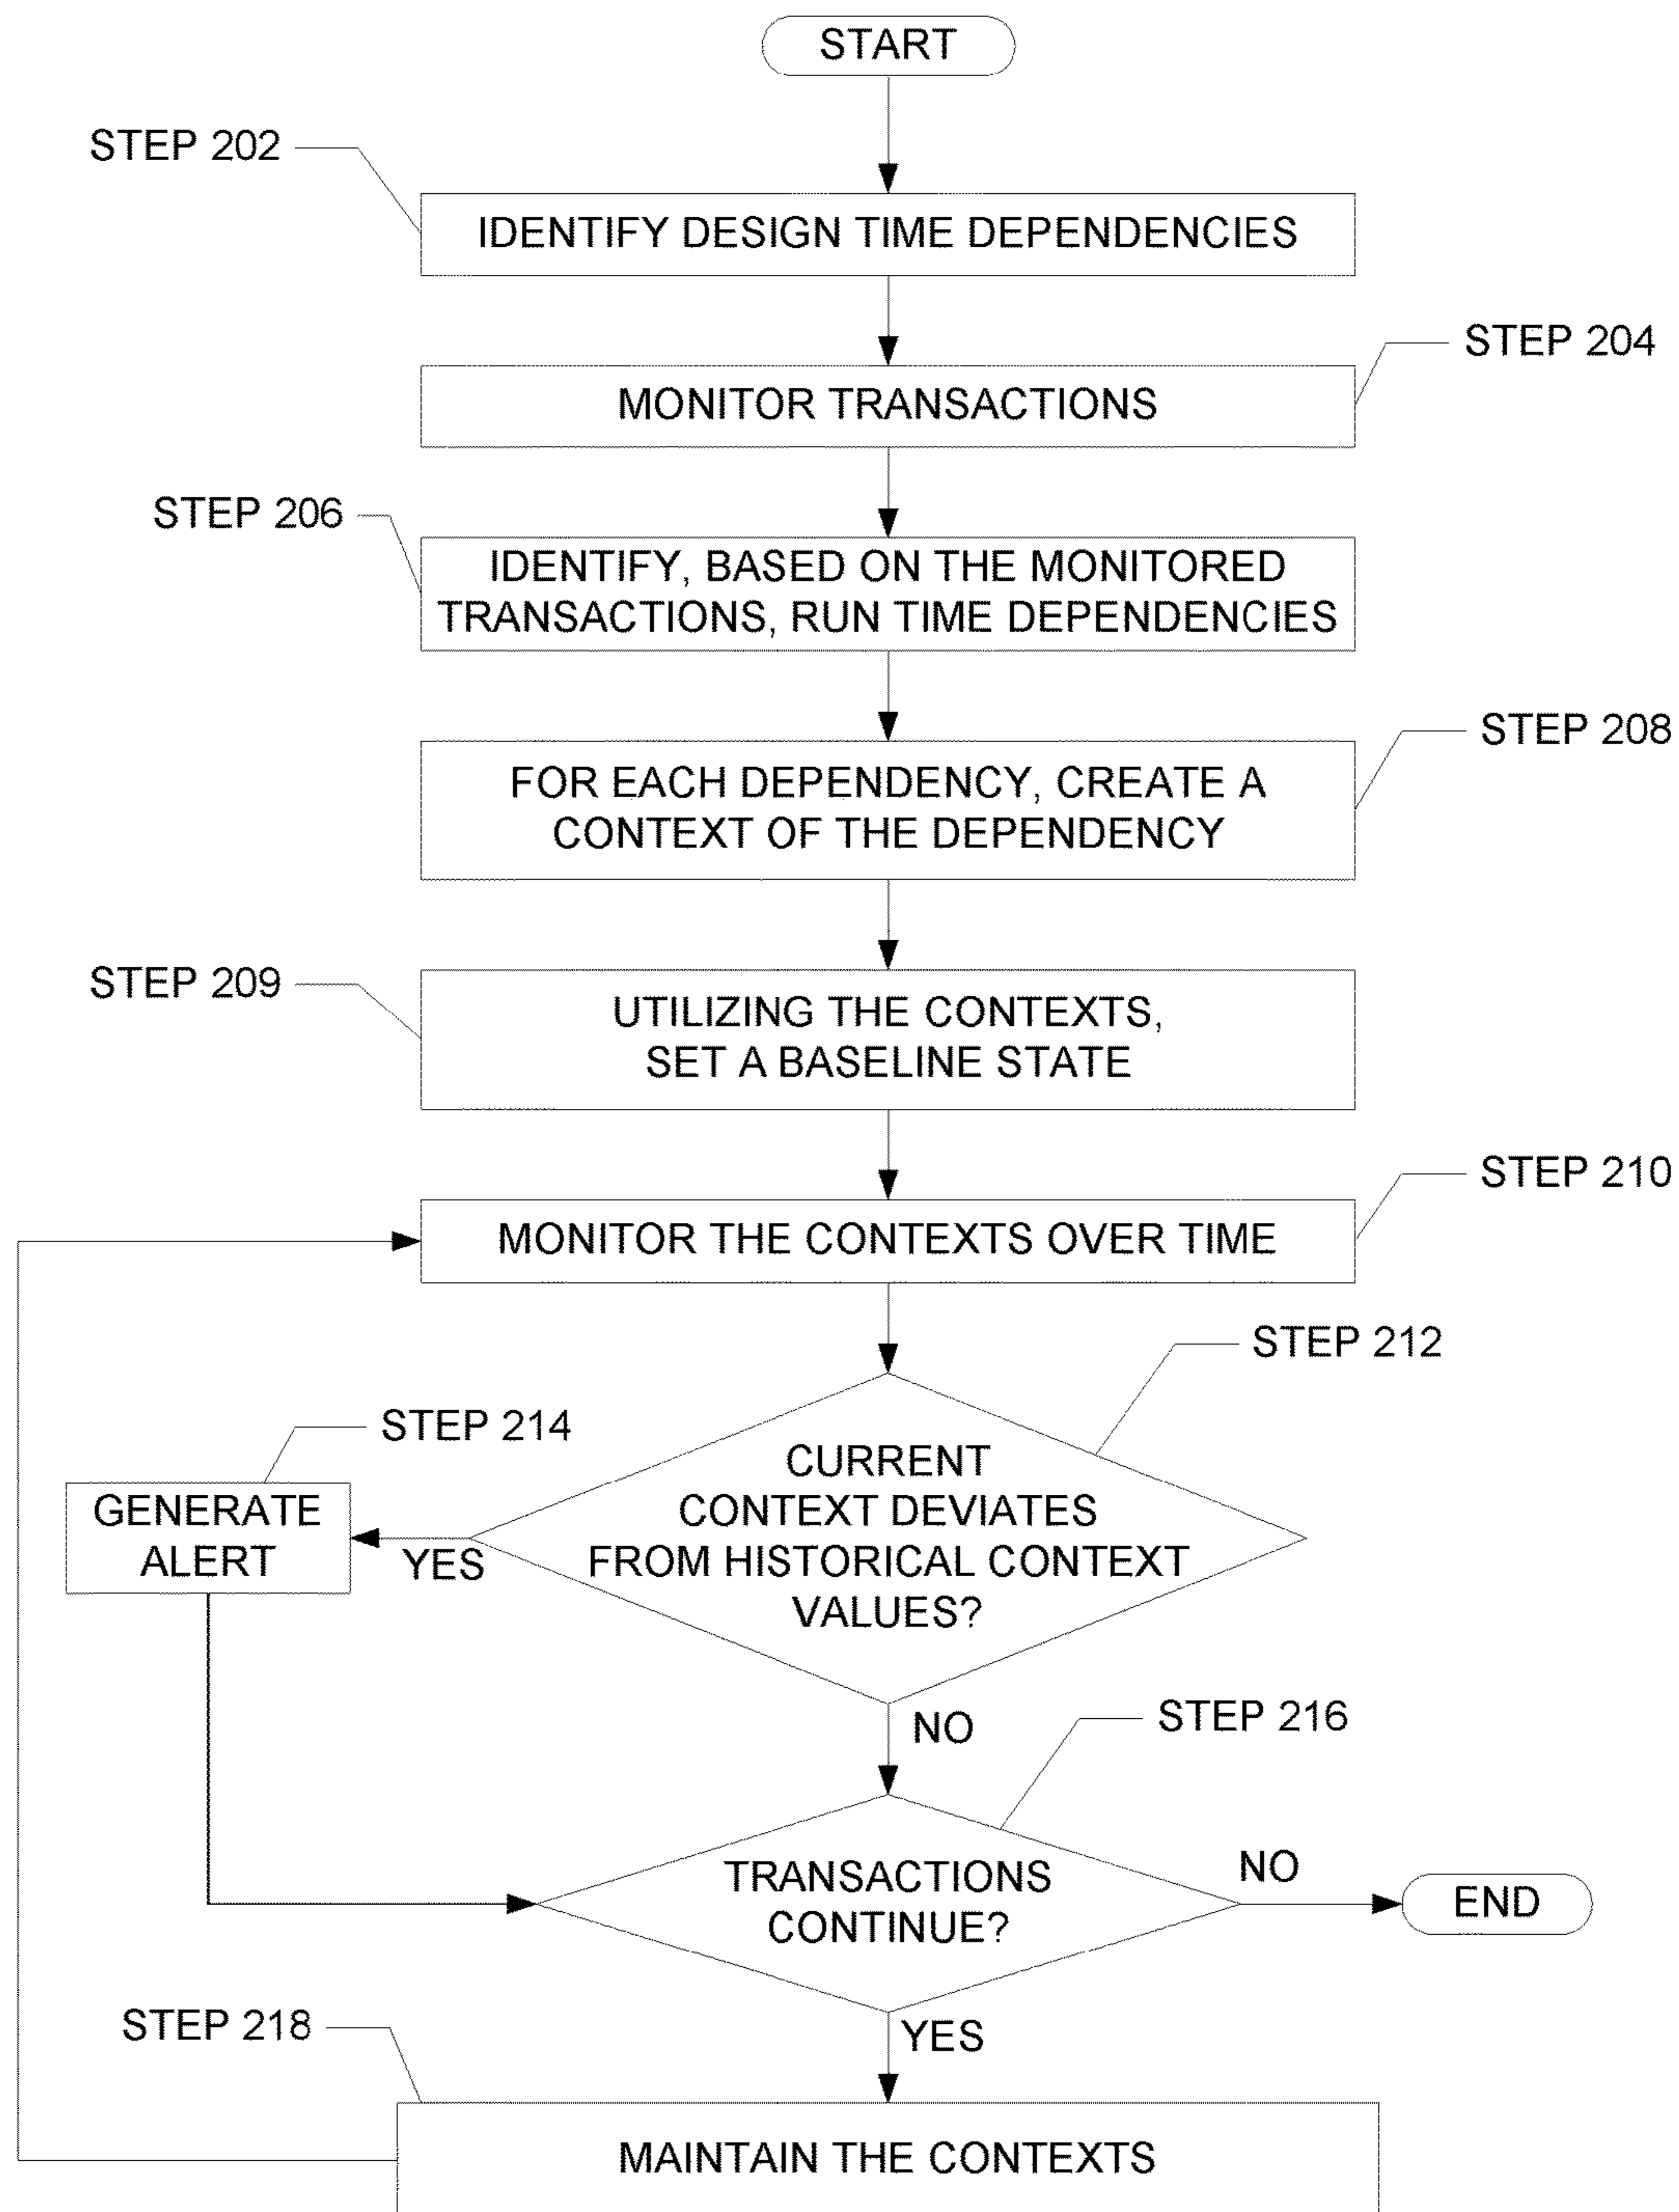 START
STEP 202
IDENTIFY DESIGN TIME DEPENDENCIES
STEP 204
MONITOR TRANSACTIONS
STEP 206
IDENTIFY, BASED ON THE MONITORED
TRANSACTIONS, RUN TIME DEPENDENCIES
STEP 208
FOR EACH DEPENDENCY, CREATE A
CONTEXT OF THE DEPENDENCY
STEP 209
UTILIZING THE CONTEXTS,
SET A BASELINE STATE
STEP 210
MONITOR THE CONTEXTS OVER TIME
STEP 212
CURRENT
CONTEXT DEVIATES
FROM HISTORICAL CONTEXT
VALUES?
STEP 214
GENERATE
ALERT
YES
NO
STEP 216
TRANSACTIONS
CONTINUE?
NO
END
YES
STEP 218
MAINTAIN THE CONTEXTS